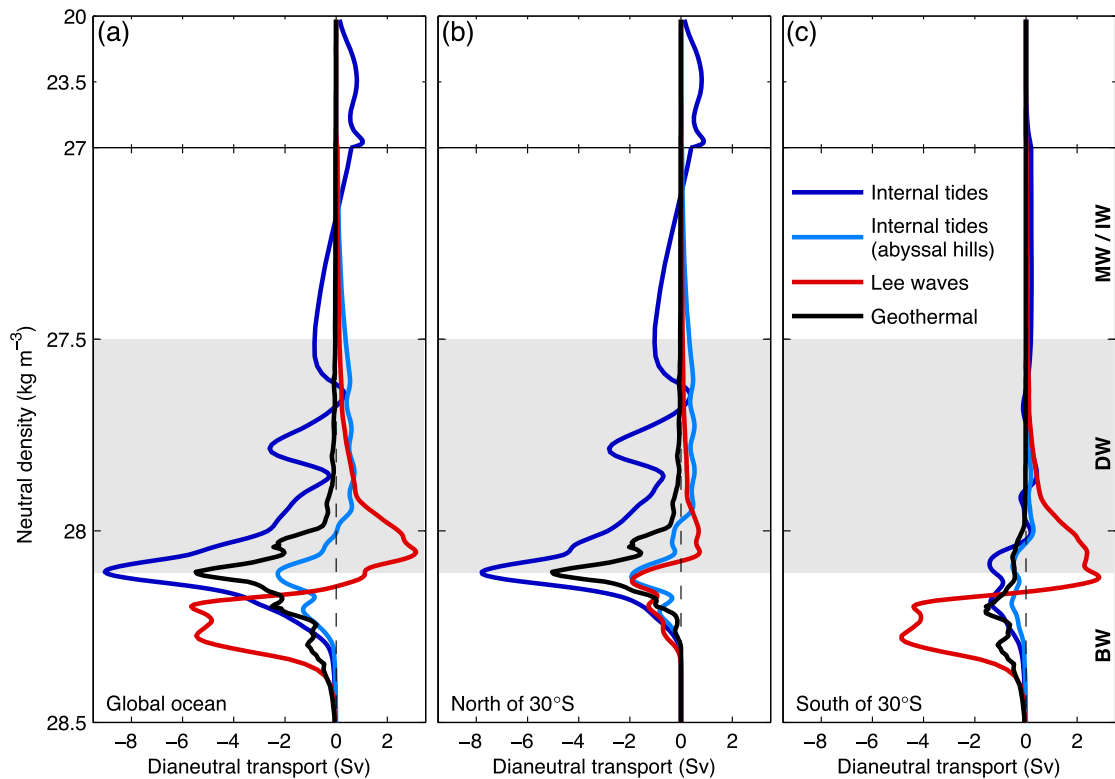 20
23.5
27
27.5
28
28.5
Neutral density (kg m⁻³)
(a)
Global ocean
−8 −6 −4 −2 0 2
Dianeutral transport (Sv)
(b)
North of 30°S
−8 −6 −4 −2 0 2
Dianeutral transport (Sv)
(c)
Internal tides
Internal tides
(abyssal hills)
Lee waves
Geothermal
MW / IW
DW
BW
South of 30°S
−8 −6 −4 −2 0 2
Dianeutral transport (Sv)